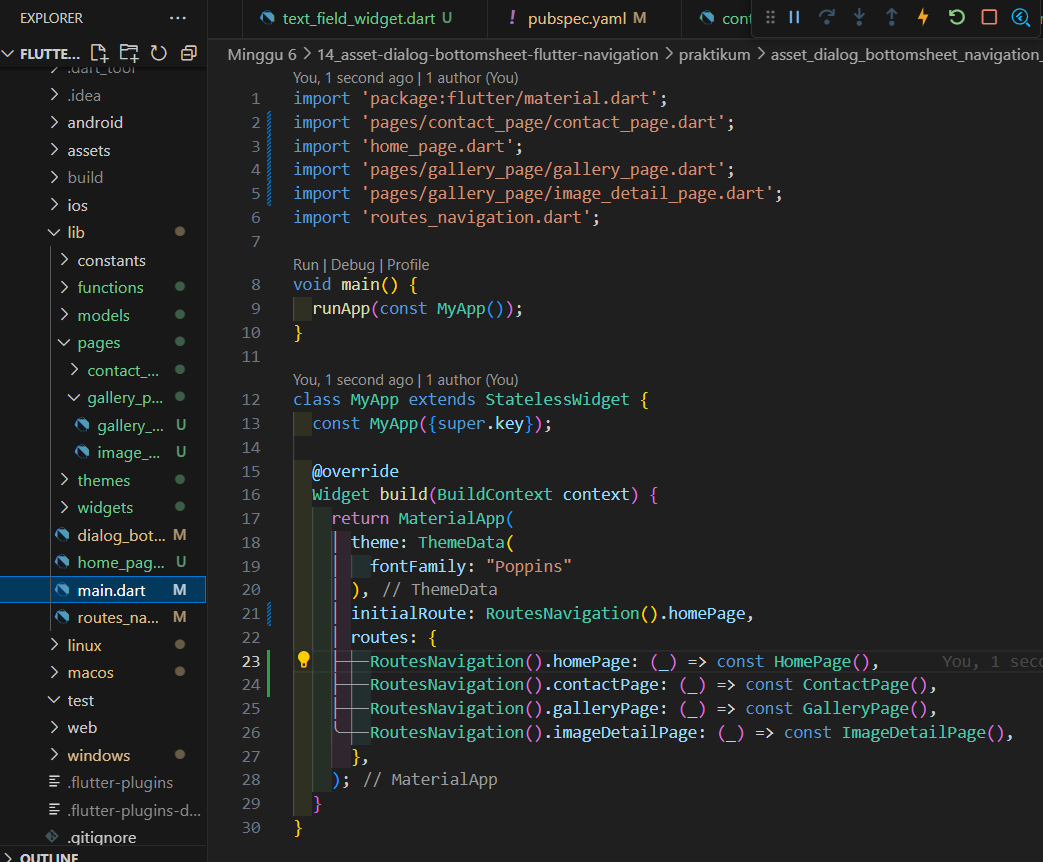 EXPLORER
text_field_widget.dart U
! pubspec.yaml M
FLUTTE...
.dart_tool
.idea
android
assets
build
ios
lib
constants
functions
models
pages
contact_...
gallery_p...
gallery_... U
image_... U
themes
widgets
dialog_bot... M
home_pag... U
main.dart M
routes_na... M
linux
macos
test
web
windows
.flutter-plugins
.flutter-plugins-d...
.gitignore
OUTLINE
Minggu 6 > 14_asset-dialog-bottomsheet-flutter-navigation > praktikum > asset_dialog_bottomsheet_navigation_
You, 1 second ago | 1 author (You)
1 import 'package:flutter/material.dart';
2 import 'pages/contact_page/contact_page.dart';
3 import 'home_page.dart';
4 import 'pages/gallery_page/gallery_page.dart';
5 import 'pages/gallery_page/image_detail_page.dart';
6 import 'routes_navigation.dart';
7
Run | Debug | Profile
8 void main() {
9 runApp(const MyApp());
10 }
11
You, 1 second ago | 1 author (You)
12 class MyApp extends StatelessWidget {
13 const MyApp({super.key});
14
15 @override
16 Widget build(BuildContext context) {
17 return MaterialApp(
18 theme: ThemeData(
19 fontFamily: "Poppins"
20 ), // ThemeData
21 initialRoute: RoutesNavigation().homePage,
22 routes: {
23 RoutesNavigation().homePage: (_) => const HomePage(), You, 1 seco
24 RoutesNavigation().contactPage: (_) => const ContactPage(),
25 RoutesNavigation().galleryPage: (_) => const GalleryPage(),
26 RoutesNavigation().imageDetailPage: (_) => const ImageDetailPage(),
27 },
28 ); // MaterialApp
29 }
30 }